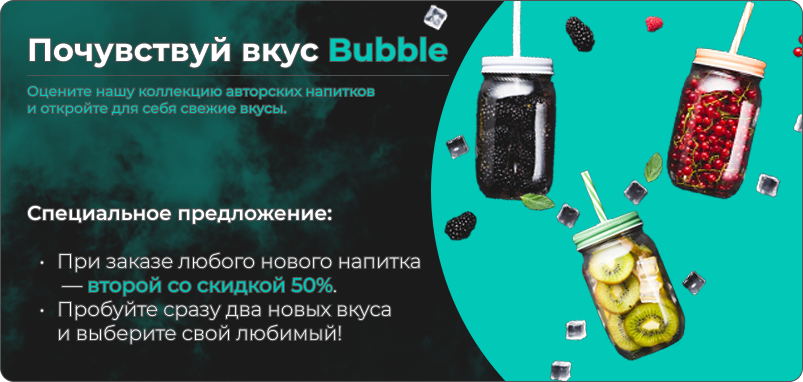 Почувствуй вкус Bubble
Оцените нашу коллекцию авторских напитков
и откройте для себя свежие вкусы.
Специальное предложение:
• При заказе любого нового напитка
— второй со скидкой 50%.
• Пробуйте сразу два новых вкуса
и выберите свой любимый!